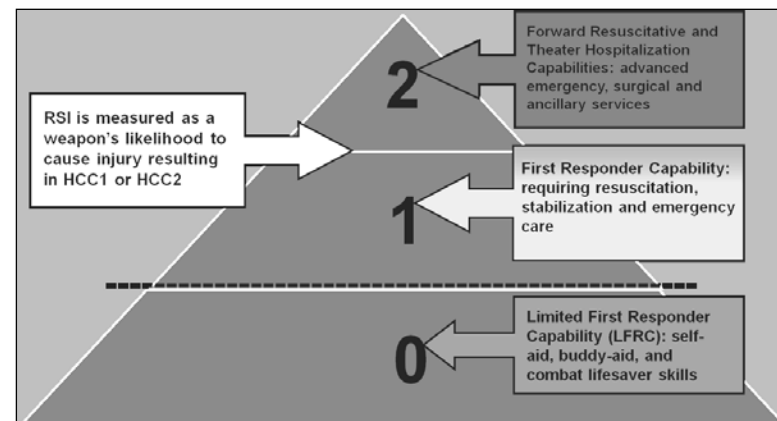 Forward Resuscitative and
Theater Hospitalization
Capabilities: advanced
emergency, surgical and
ancillary services
2
RSI is measured as a
weapon's likelihood to
cause injury resulting
in HCC1 or HCC2
First Responder Capability:
requiring resuscitation,
stabilization and emergency
care
1
Limited First Responder
Capability (LFRC): self-
aid, buddy-aid, and
combat lifesaver skills
0